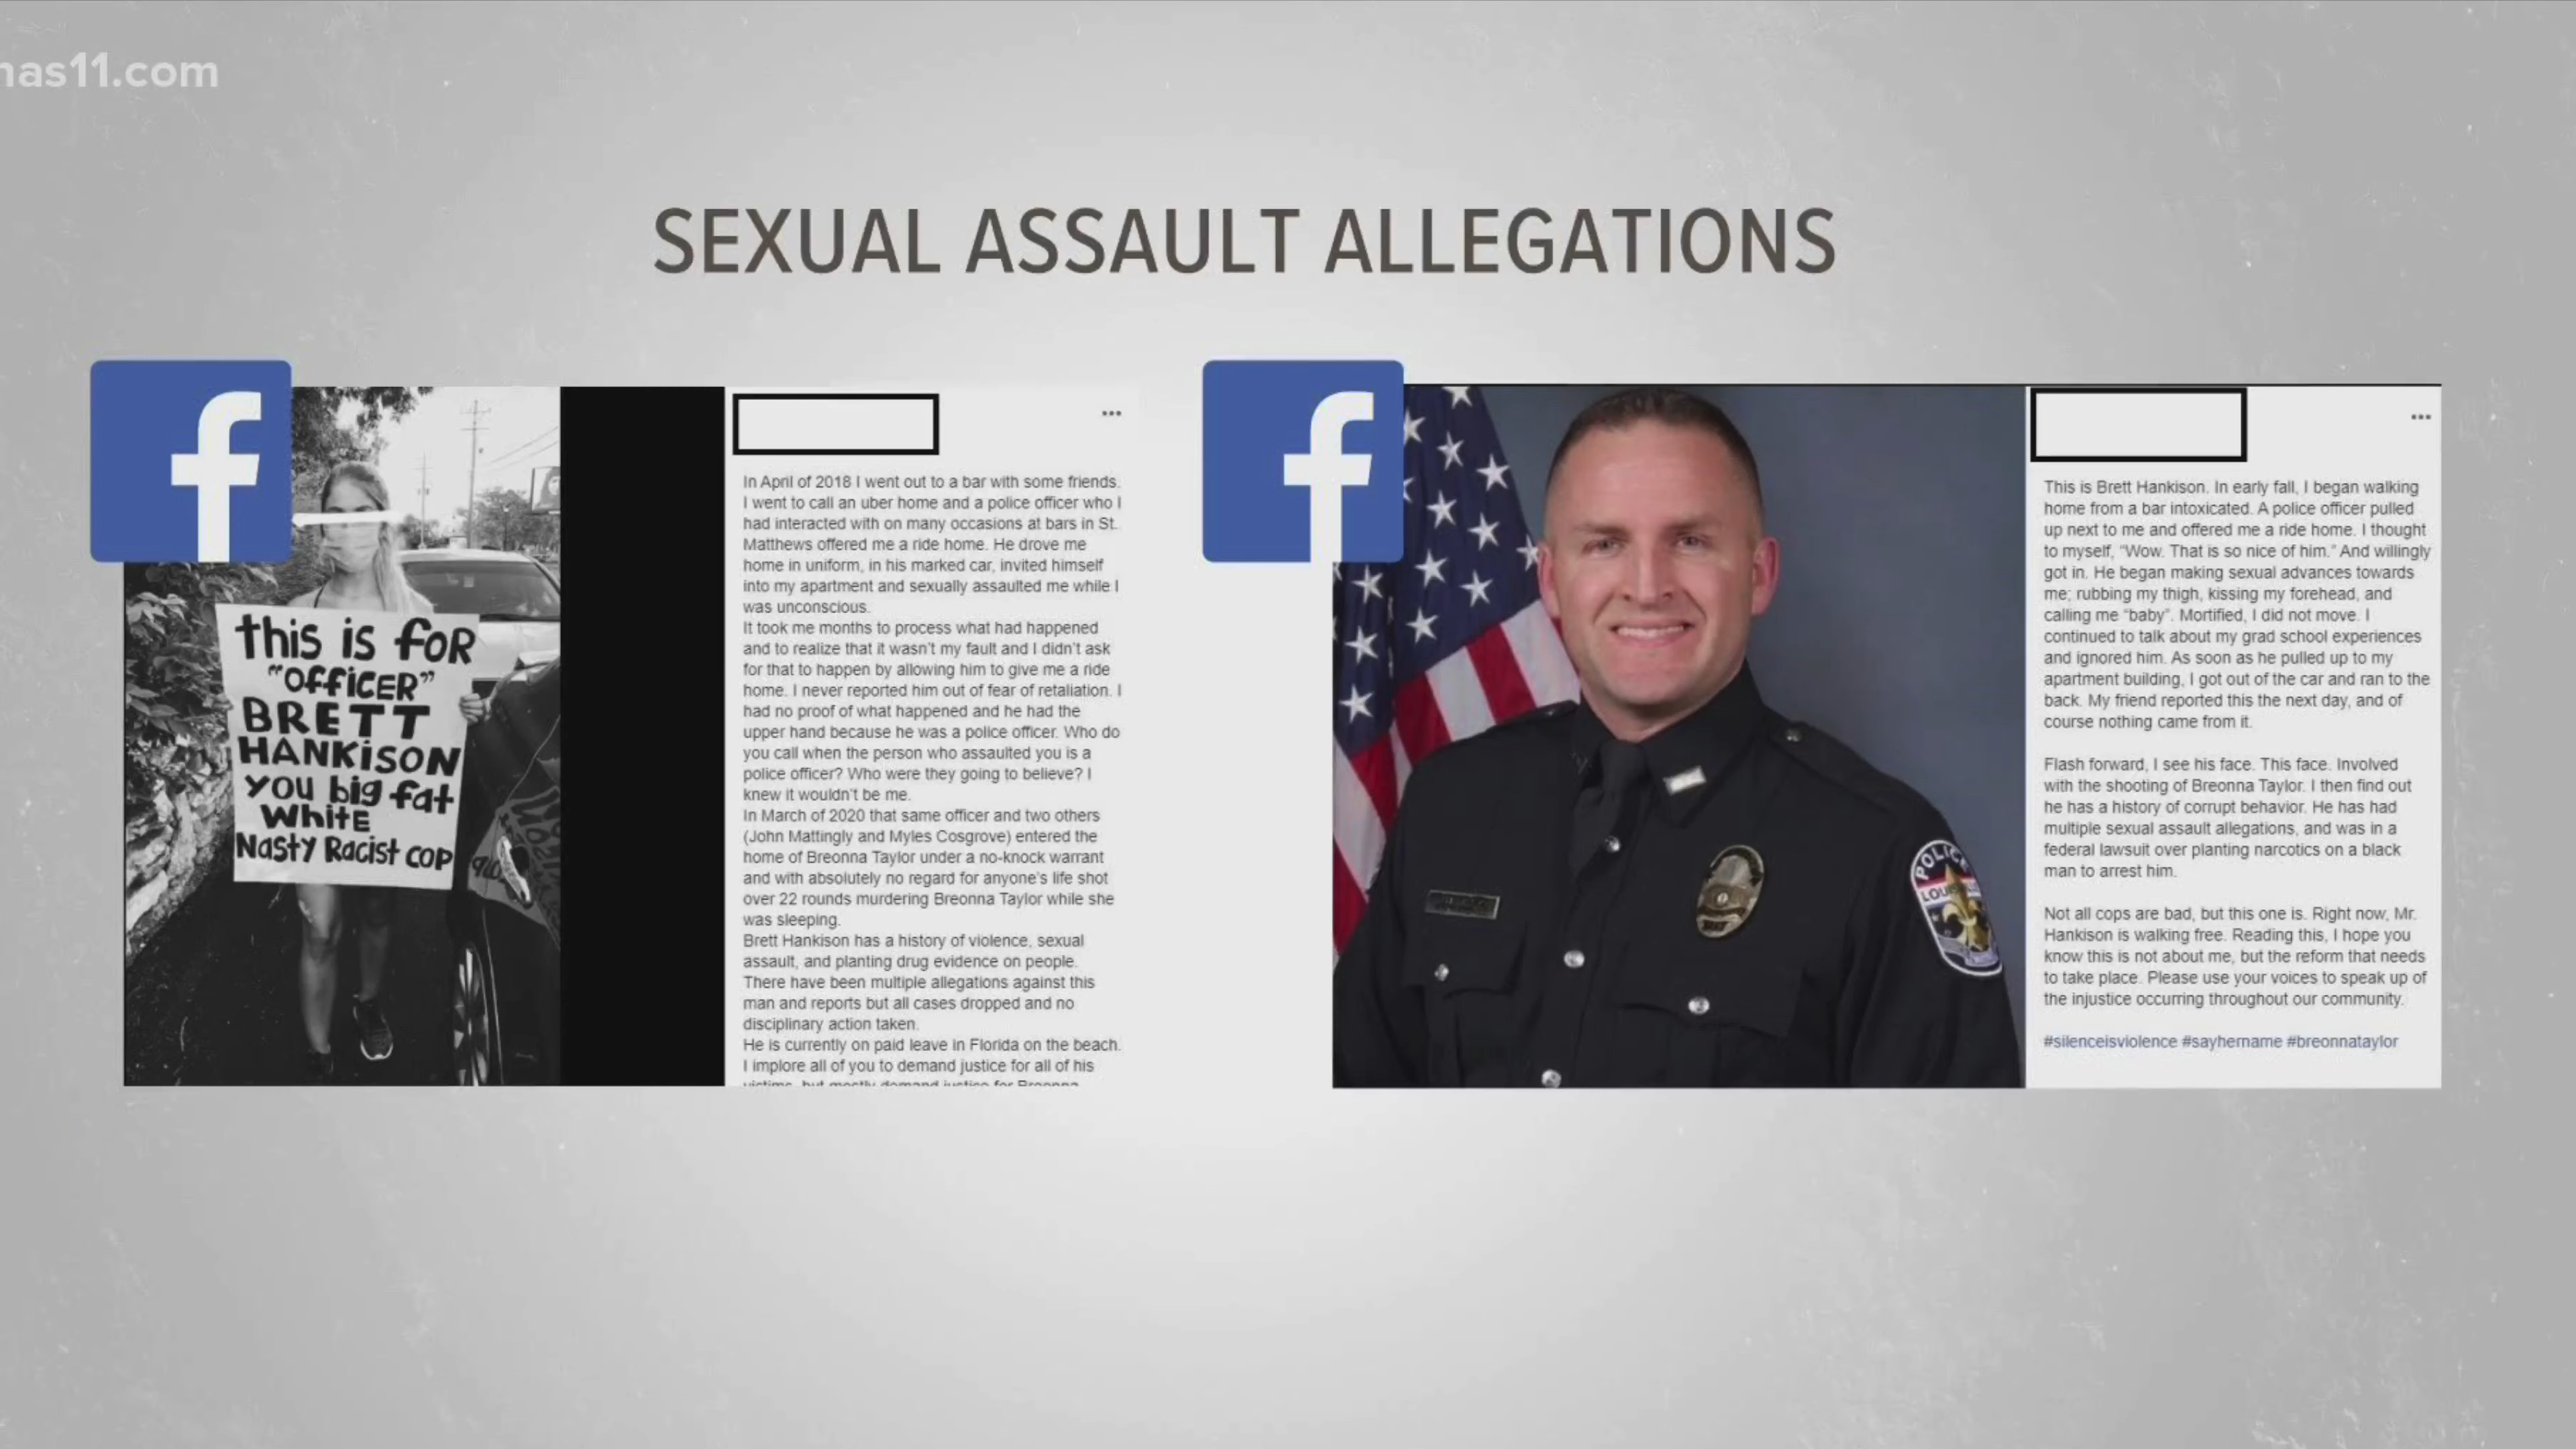 has11.com
SEXUAL ASSAULT ALLEGATIONS
f
this is foR
"OffiCER"
BRETT
HANKiSON
you big fat
WhitE
Nasty Racist cop
...
In April of 2018 I went out to a bar with some friends.
I went to call an uber home and a police officer who I
had interacted with on many occasions at bars in St.
Matthews offered me a ride home. He drove me
home in uniform, in his marked car, invited himself
into my apartment and sexually assaulted me while I
was unconscious.
It took me months to process what had happened
and to realize that it wasn't my fault and I didn't ask
for that to happen by allowing him to give me a ride
home. I never reported him out of fear of retaliation. I
had no proof of what happened and he had the
upper hand because he was a police officer. Who do
you call when the person who assaulted you is a
police officer? Who were they going to believe? I
knew it wouldn't be me.
In March of 2020 that same officer and two others
(John Mattingly and Myles Cosgrove) entered the
home of Breonna Taylor under a no-knock warrant
and with absolutely no regard for anyone's life shot
over 22 rounds murdering Breonna Taylor while she
was sleeping.
Brett Hankison has a history of violence, sexual
assault, and planting drug evidence on people.
There have been multiple allegations against this
man and reports but all cases dropped and no
disciplinary action taken.
He is currently on paid leave in Florida on the beach.
I implore all of you to demand justice for all of his
victims, but mostly demand justice for Breonna
f
POLICE
LOUISVILLE
...
This is Brett Hankison. In early fall, I began walking
home from a bar intoxicated. A police officer pulled
up next to me and offered me a ride home. I thought
to myself, “Wow. That is so nice of him.” And willingly
got in. He began making sexual advances towards
me; rubbing my thigh, kissing my forehead, and
calling me “baby”. Mortified, I did not move. I
continued to talk about my grad school experiences
and ignored him. As soon as he pulled up to my
apartment building, I got out of the car and ran to the
back. My friend reported this the next day, and of
course nothing came from it.
Flash forward, I see his face. This face. Involved
with the shooting of Breonna Taylor. I then find out
he has a history of corrupt behavior. He has had
multiple sexual assault allegations, and was in a
federal lawsuit over planting narcotics on a black
man to arrest him.
Not all cops are bad, but this one is. Right now, Mr.
Hankison is walking free. Reading this, I hope you
know this is not about me, but the reform that needs
to take place. Please use your voices to speak up of
the injustice occurring throughout our community.
#silenceisviolence #sayhername #breonnataylor